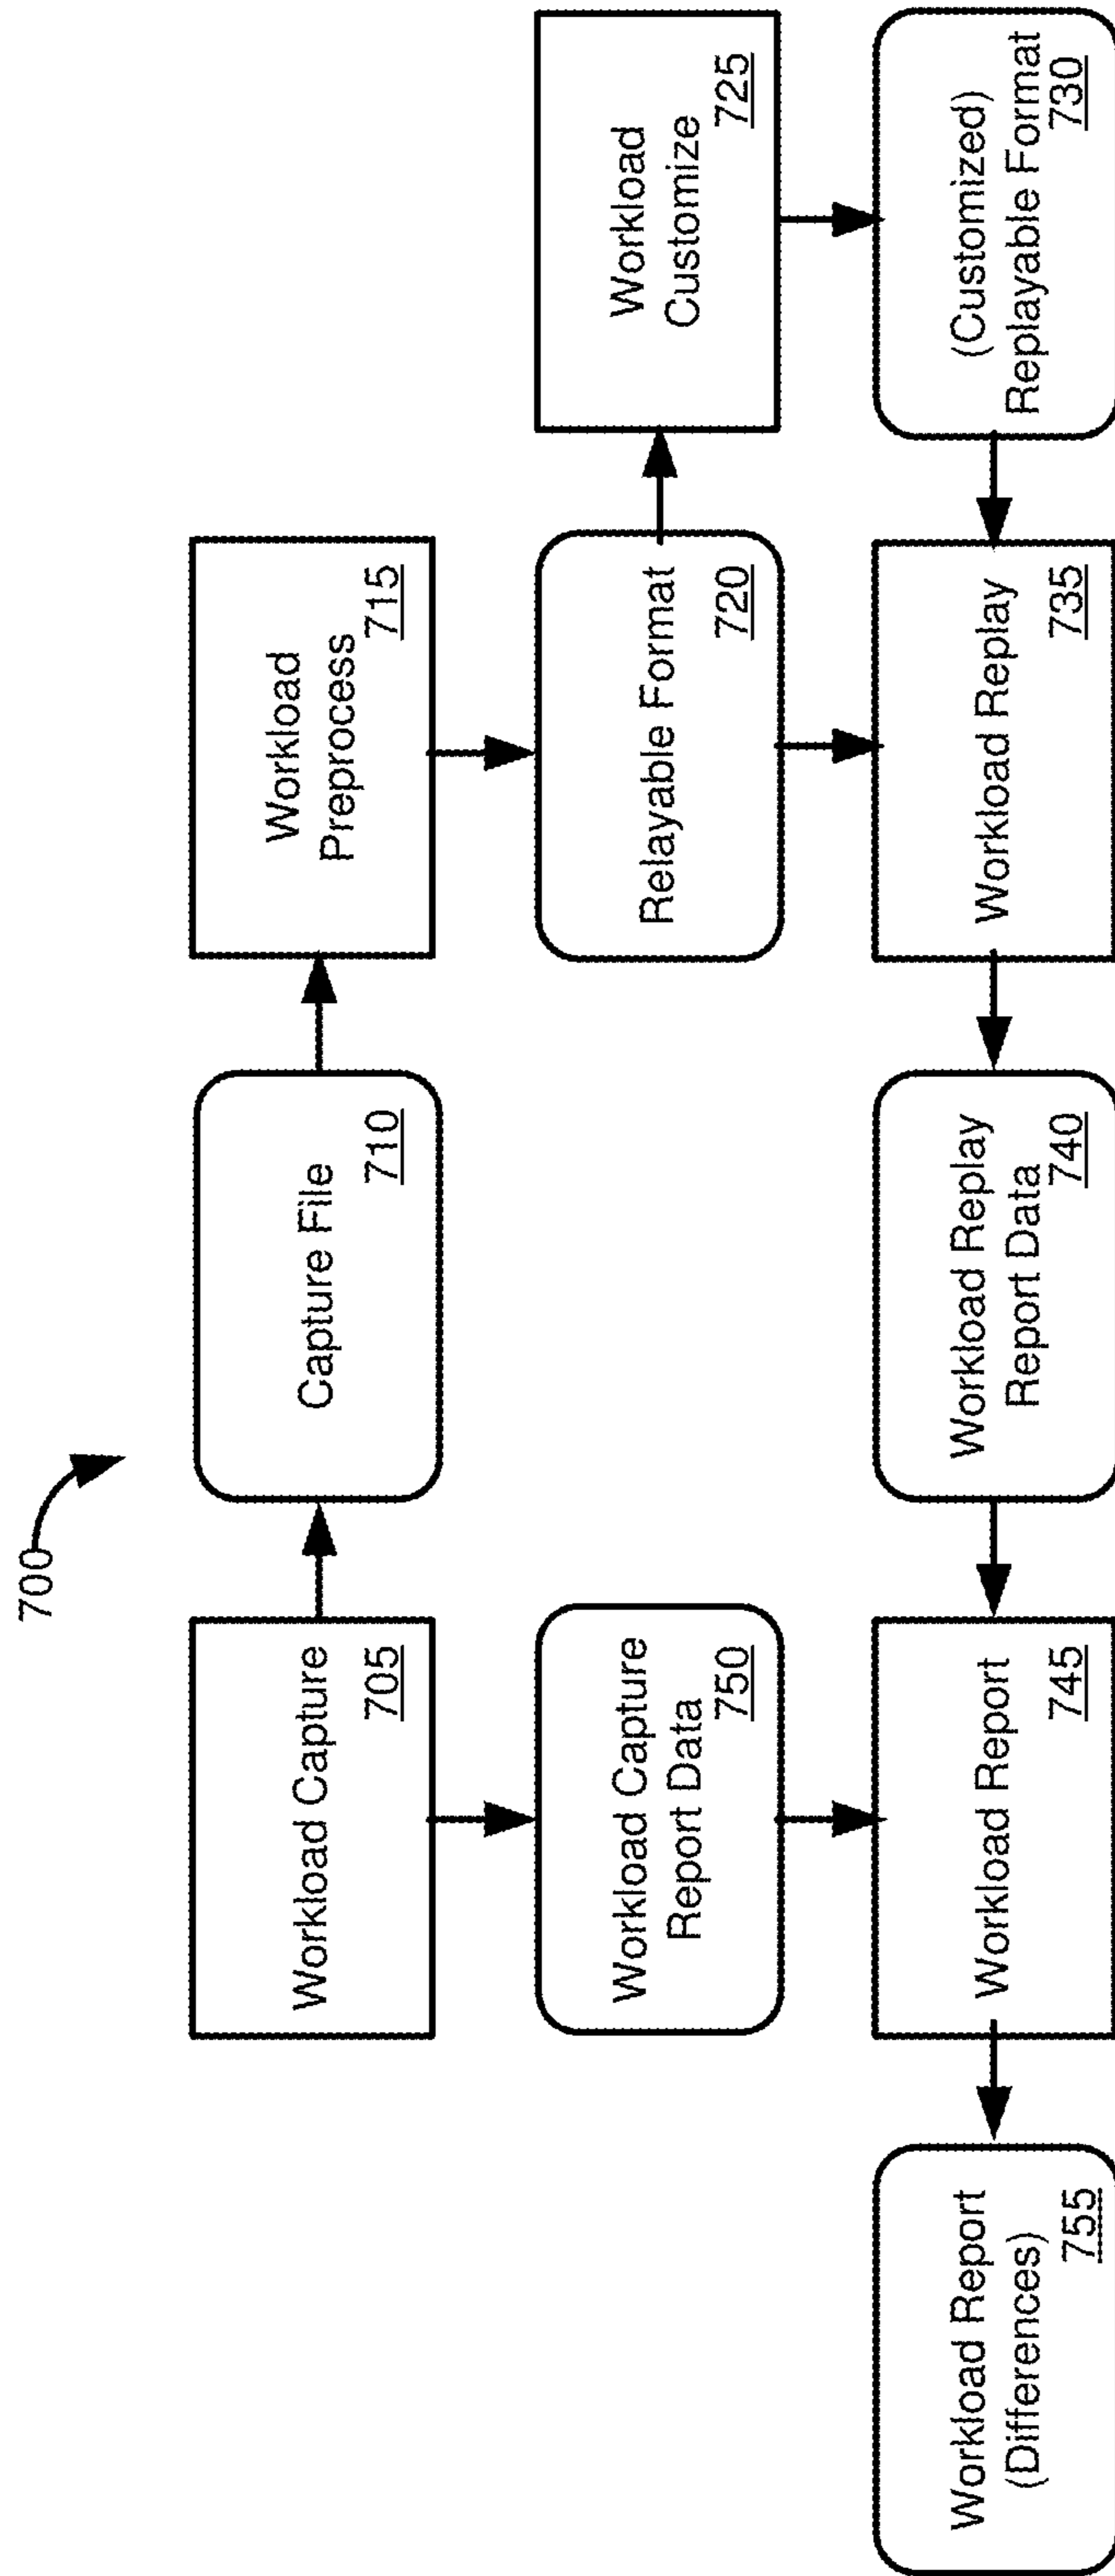 700
Workload Capture
705
Capture File
710
Workload
Preprocess
715
Workload Capture
Report Data
750
Relayable Format
720
Workload
Customize
725
Workload Report
(Differences)
755
Workload Report
745
Workload Replay
Report Data
740
Workload Replay
735
(Customized)
Replayable Format
730